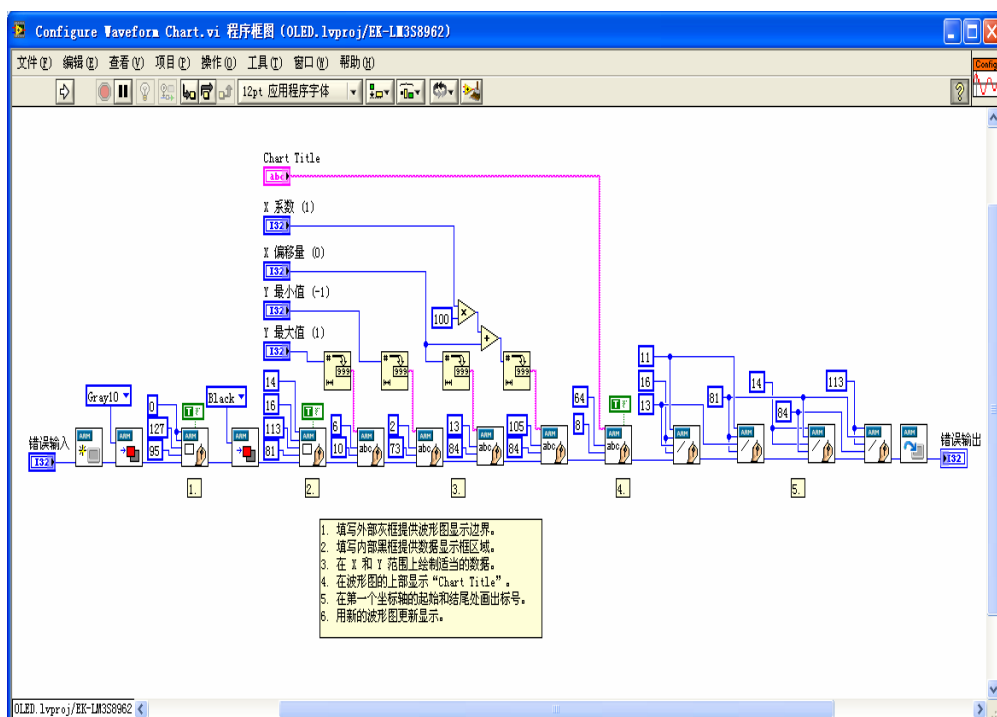 Configure Waveform Chart.vi 程序框图 (OLED.lvproj/EK-LM3S8962)
文件(F) 编辑(E) 查看(V) 项目(P) 操作(O) 工具(T) 窗口(W) 帮助(H)
12pt 应用程序字体
Config
Chart Title
abc
X 系数 (1)
I32
X 偏移量 (0)
I32
Y 最小值 (-1)
I32
100
Y 最大值 (1)
I32
11
14
16
14
113
Gray10
Black
13
81
0
T F
16
T F
64
T F
84
127
113
6
2
13
105
8
95
81
10
73
84
84
错误输入
I32
错误输出
I32
1.
2.
3.
4.
5.
1. 填写外部灰框提供波形图显示边界。
2. 填写内部黑框提供数据显示框区域。
3. 在 X 和 Y 范围上绘制适当的数据。
4. 在波形图的上部显示“Chart Title”。
5. 在第一个坐标轴的起始和结尾处画出标号。
6. 用新的波形图更新显示。
OLED.lvproj/EK-LM3S8962